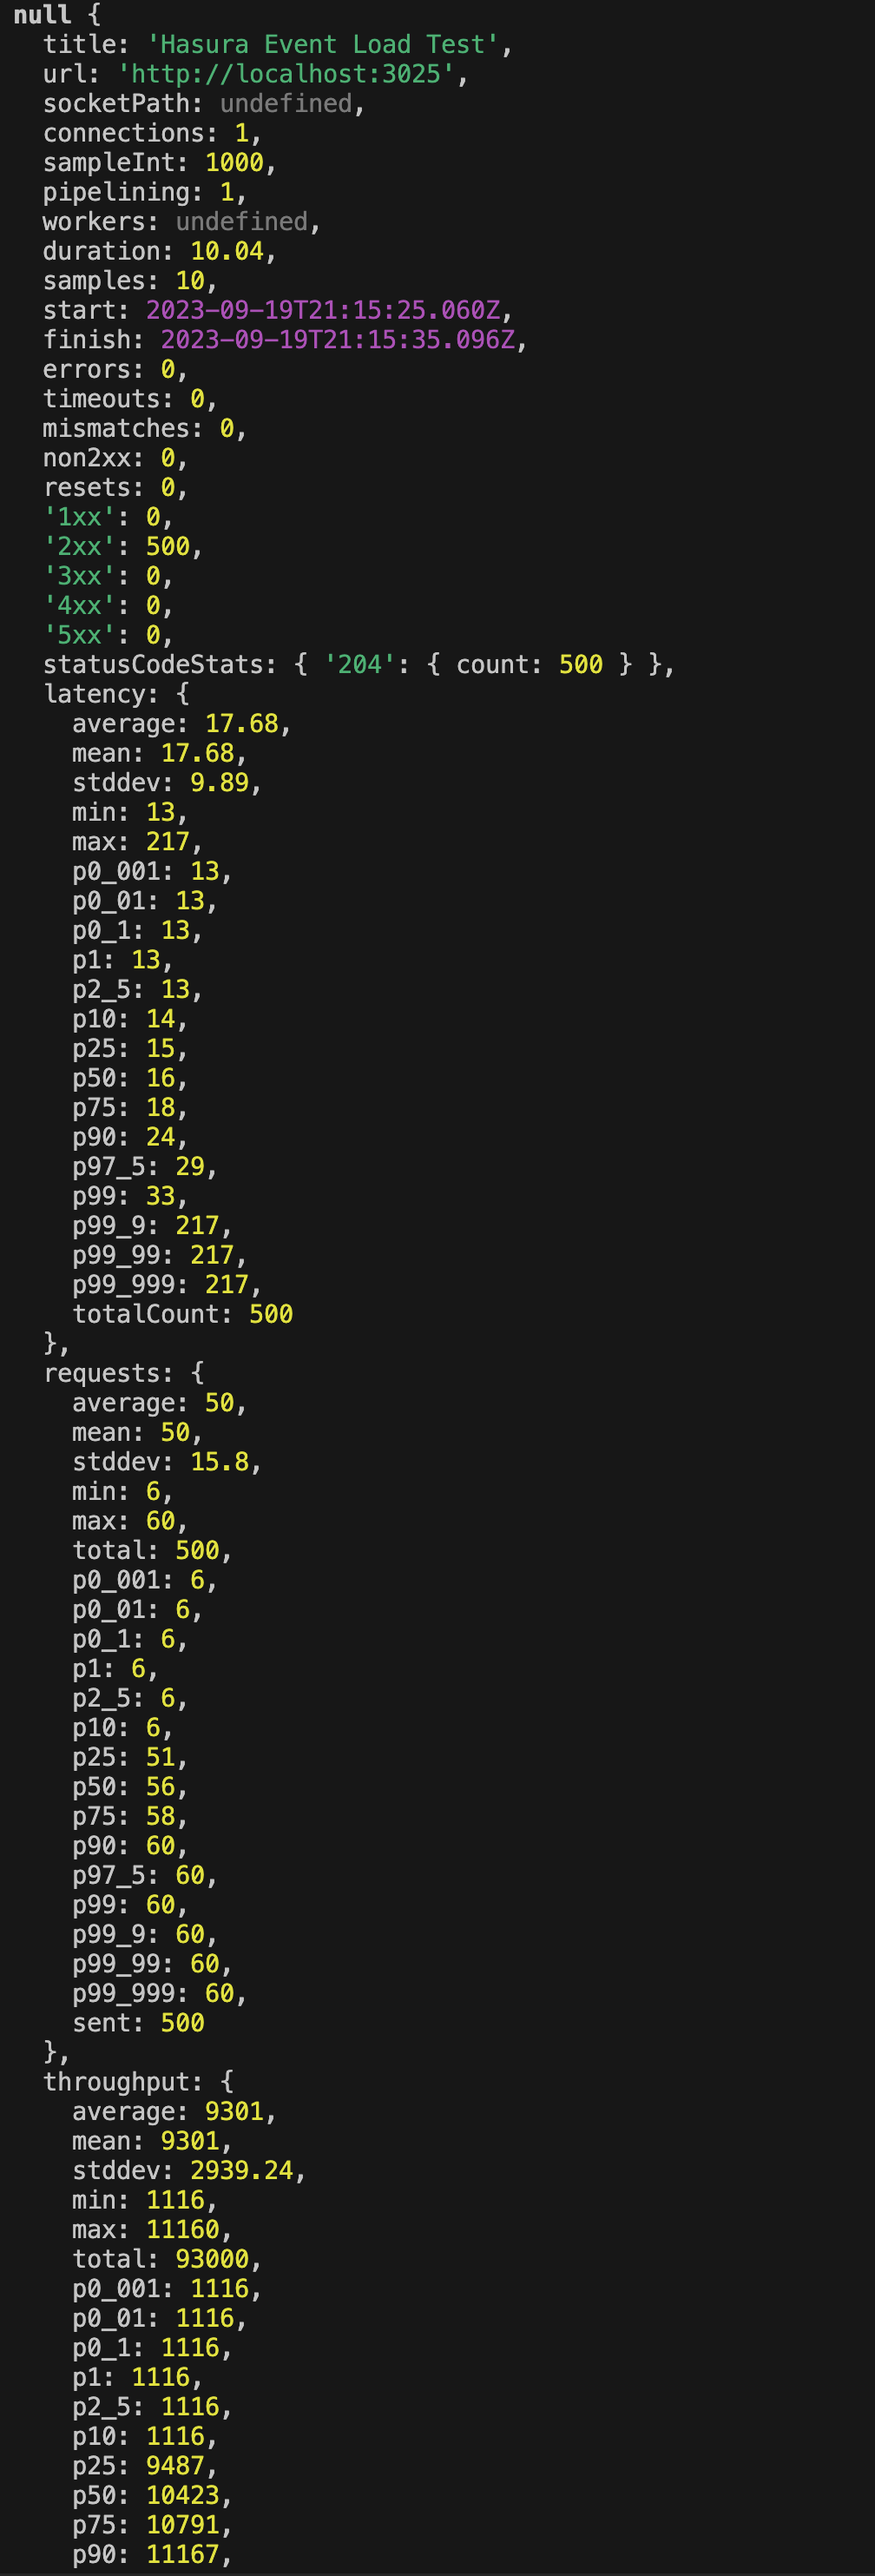 null {
title: 'Hasura Event Load Test',
url: 'http://localhost:3025',
socketPath: undefined,
connections: 1,
sampleInt: 1000,
pipelining: 1,
workers: undefined,
duration: 10.04,
samples: 10,
start: 2023-09-19T21:15:25.060Z,
finish: 2023-09-19T21:15:35.096Z,
errors: 0,
timeouts: 0,
mismatches: 0,
non2xx: 0,
resets: 0,
'1xx': 0,
'2xx': 500,
'3xx': 0,
'4xx': 0,
'5xx': 0,
statusCodeStats: { '204': { count: 500 } },
latency: {
average: 17.68,
mean: 17.68,
stddev: 9.89,
min: 13,
max: 217,
p0_001: 13,
p0_01: 13,
p0_1: 13,
p1: 13,
p2_5: 13,
p10: 14,
p25: 15,
p50: 16,
p75: 18,
p90: 24,
p97_5: 29,
p99: 33,
p99_9: 217,
p99_99: 217,
p99_999: 217,
totalCount: 500
},
requests: {
average: 50,
mean: 50,
stddev: 15.8,
min: 6,
max: 60,
total: 500,
p0_001: 6,
p0_01: 6,
p0_1: 6,
p1: 6,
p2_5: 6,
p10: 6,
p25: 51,
p50: 56,
p75: 58,
p90: 60,
p97_5: 60,
p99: 60,
p99_9: 60,
p99_99: 60,
p99_999: 60,
sent: 500
},
throughput: {
average: 9301,
mean: 9301,
stddev: 2939.24,
min: 1116,
max: 11160,
total: 93000,
p0_001: 1116,
p0_01: 1116,
p0_1: 1116,
p1: 1116,
p2_5: 1116,
p10: 1116,
p25: 9487,
p50: 10423,
p75: 10791,
p90: 11167,